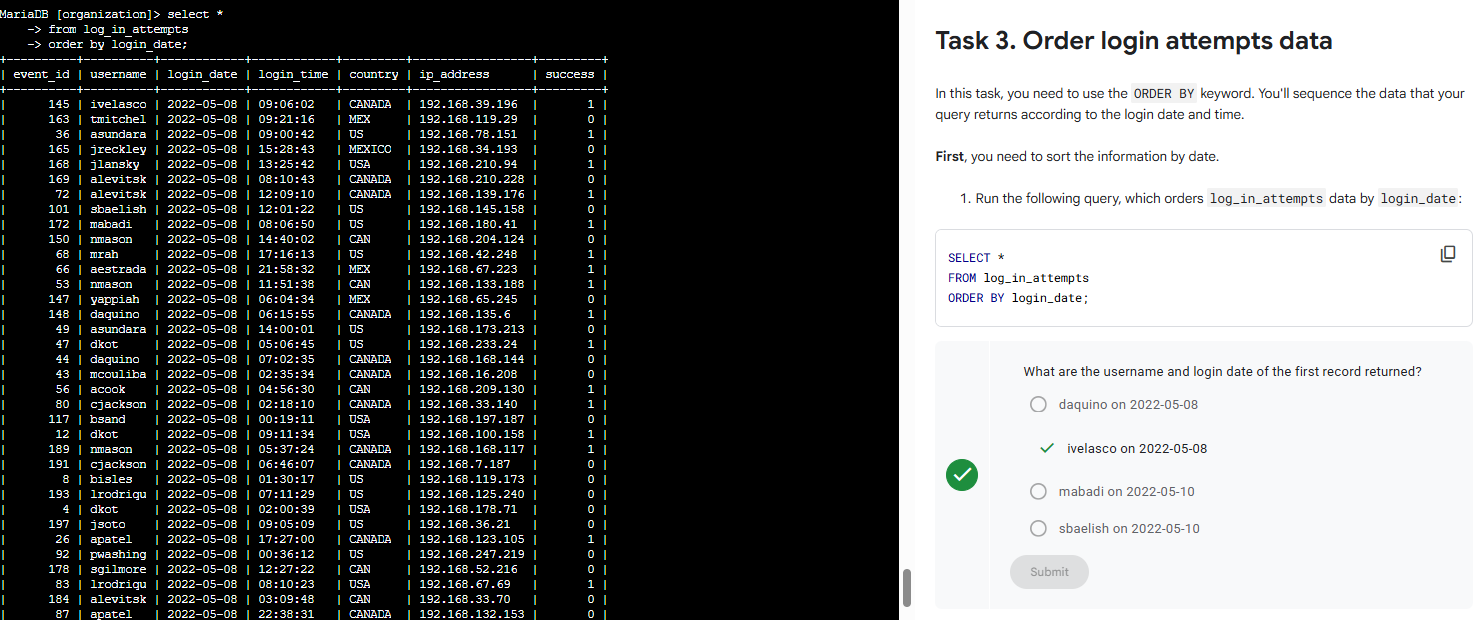 MariaDB [organization]> select *
    -> from log_in_attempts
    -> order by login_date;
+----------+----------+------------+------------+---------+-----------------+---------+
| event_id | username | login_date | login_time | country | ip_address      | success |
+----------+----------+------------+------------+---------+-----------------+---------+
|      145 | ivelasco | 2022-05-08 | 09:06:02   | CANADA  | 192.168.39.196  |       1 |
|      163 | tmitchel | 2022-05-08 | 09:21:16   | MEX     | 192.168.119.29  |       0 |
|       36 | asundara | 2022-05-08 | 09:00:42   | US      | 192.168.78.151  |       1 |
|      165 | jreckley | 2022-05-08 | 15:28:43   | MEXICO  | 192.168.34.193  |       0 |
|      168 | jlansky  | 2022-05-08 | 13:25:42   | USA     | 192.168.210.94  |       1 |
|      169 | alevitsk | 2022-05-08 | 08:10:43   | CANADA  | 192.168.210.228 |       0 |
|       72 | alevitsk | 2022-05-08 | 12:09:10   | CANADA  | 192.168.139.176 |       1 |
|      101 | sbaelish | 2022-05-08 | 12:01:22   | US      | 192.168.145.158 |       0 |
|      172 | mabadi   | 2022-05-08 | 08:06:50   | US      | 192.168.180.41  |       1 |
|      150 | nmason   | 2022-05-08 | 14:40:02   | CAN     | 192.168.204.124 |       0 |
|       68 | mrah     | 2022-05-08 | 17:16:13   | US      | 192.168.42.248  |       1 |
|       66 | aestrada | 2022-05-08 | 21:58:32   | MEX     | 192.168.67.223  |       1 |
|       53 | nmason   | 2022-05-08 | 11:51:38   | CAN     | 192.168.133.188 |       1 |
|      147 | yappiah  | 2022-05-08 | 06:04:34   | MEX     | 192.168.65.245  |       0 |
|      148 | daquino  | 2022-05-08 | 06:15:55   | CANADA  | 192.168.135.6   |       1 |
|       49 | asundara | 2022-05-08 | 14:00:01   | US      | 192.168.173.213 |       0 |
|       47 | dkot     | 2022-05-08 | 05:06:45   | US      | 192.168.233.24  |       1 |
|       44 | daquino  | 2022-05-08 | 07:02:35   | CANADA  | 192.168.168.144 |       0 |
|       43 | mcouliba | 2022-05-08 | 02:35:34   | CANADA  | 192.168.16.208  |       0 |
|       56 | acook    | 2022-05-08 | 04:56:30   | CAN     | 192.168.209.130 |       1 |
|       80 | cjackson | 2022-05-08 | 02:18:10   | CANADA  | 192.168.33.140  |       1 |
|      117 | bsand    | 2022-05-08 | 00:19:11   | USA     | 192.168.197.187 |       0 |
|       12 | dkot     | 2022-05-08 | 09:11:34   | USA     | 192.168.100.158 |       1 |
|      189 | nmason   | 2022-05-08 | 05:37:24   | CANADA  | 192.168.168.117 |       1 |
|      191 | cjackson | 2022-05-08 | 06:46:07   | CANADA  | 192.168.7.187   |       0 |
|        8 | bisles   | 2022-05-08 | 01:30:17   | US      | 192.168.119.173 |       0 |
|      193 | lrodriqu | 2022-05-08 | 07:11:29   | US      | 192.168.125.240 |       0 |
|        4 | dkot     | 2022-05-08 | 02:00:39   | USA     | 192.168.178.71  |       0 |
|      197 | jsoto    | 2022-05-08 | 09:05:09   | US      | 192.168.36.21   |       0 |
|       26 | apatel   | 2022-05-08 | 17:27:00   | CANADA  | 192.168.123.105 |       1 |
|       92 | pwashing | 2022-05-08 | 00:36:12   | US      | 192.168.247.219 |       0 |
|      178 | sgilmore | 2022-05-08 | 12:27:22   | CAN     | 192.168.52.216  |       0 |
|       83 | lrodriqu | 2022-05-08 | 08:10:23   | USA     | 192.168.67.69   |       1 |
|      184 | alevitsk | 2022-05-08 | 03:09:48   | CAN     | 192.168.33.70   |       0 |
|       87 | apatel   | 2022-05-08 | 22:38:31   | CANADA  | 192.168.132.153 |       0 |
Task 3. Order login attempts data
In this task, you need to use the ORDER BY keyword. You'll sequence the data that your
query returns according to the login date and time.
First, you need to sort the information by date.
1. Run the following query, which orders log_in_attempts data by login_date:
SELECT *
FROM log_in_attempts
ORDER BY login_date;
What are the username and login date of the first record returned?
daquino on 2022-05-08
ivelasco on 2022-05-08
mabadi on 2022-05-10
sbaelish on 2022-05-10
Submit